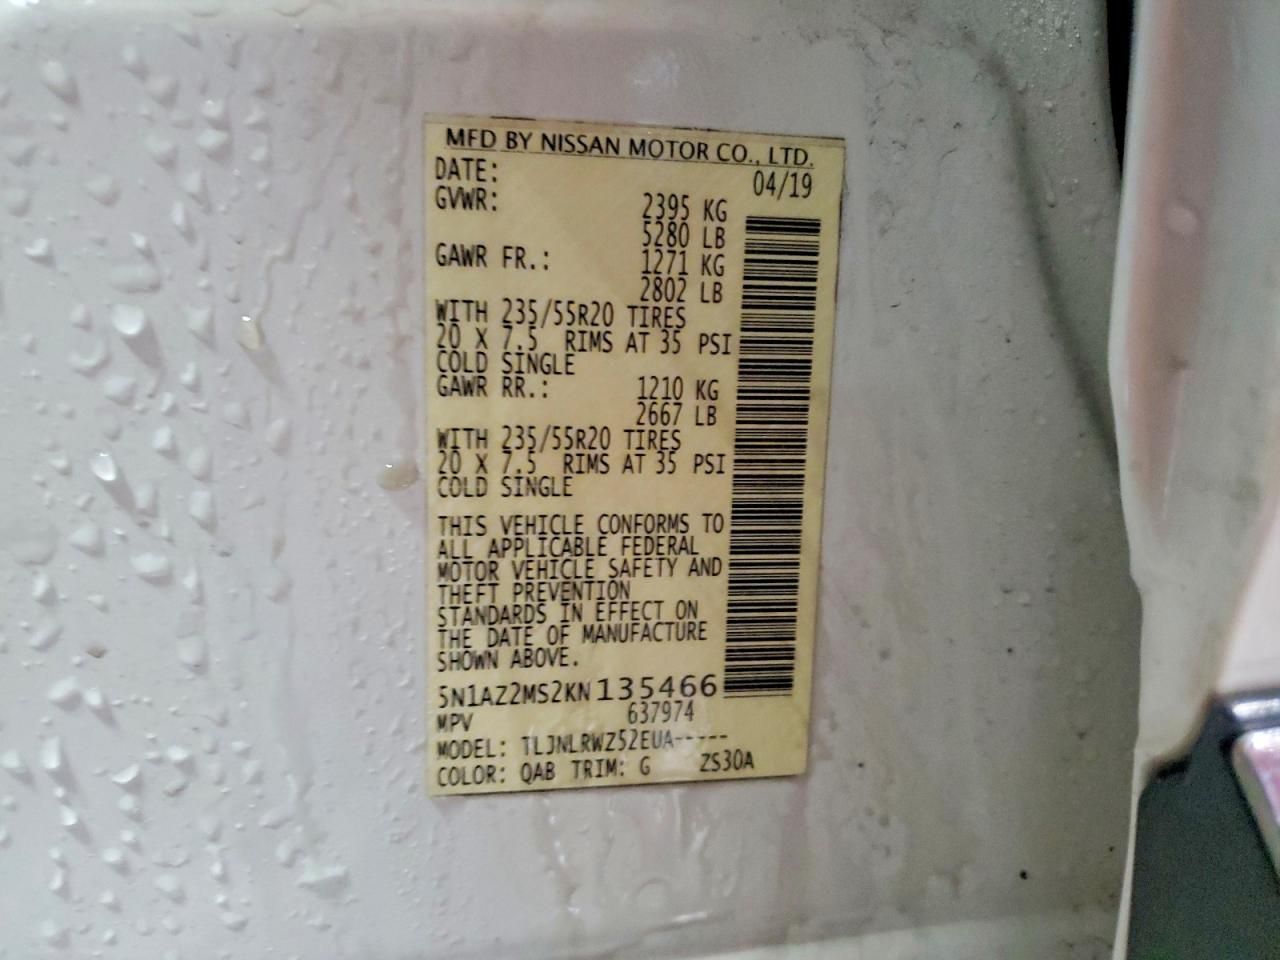 MFD BY NISSAN MOTOR CO., LTD.
DATE: 04/19
GVWR: 2395 KG
5280 LB
GAWR FR.: 1271 KG
2802 LB
WITH 235/55R20 TIRES
20 X 7.5 RIMS AT 35 PSI
COLD SINGLE
GAWR RR.: 1210 KG
2667 LB
WITH 235/55R20 TIRES
20 X 7.5 RIMS AT 35 PSI
COLD SINGLE
THIS VEHICLE CONFORMS TO
ALL APPLICABLE FEDERAL
MOTOR VEHICLE SAFETY AND
THEFT PREVENTION
STANDARDS IN EFFECT ON
THE DATE OF MANUFACTURE
SHOWN ABOVE.
5N1AZ2MS2KN135466
MPV 637974
MODEL: TLJNLRWZ52EUA-----
COLOR: QAB TRIM: G ZS30A